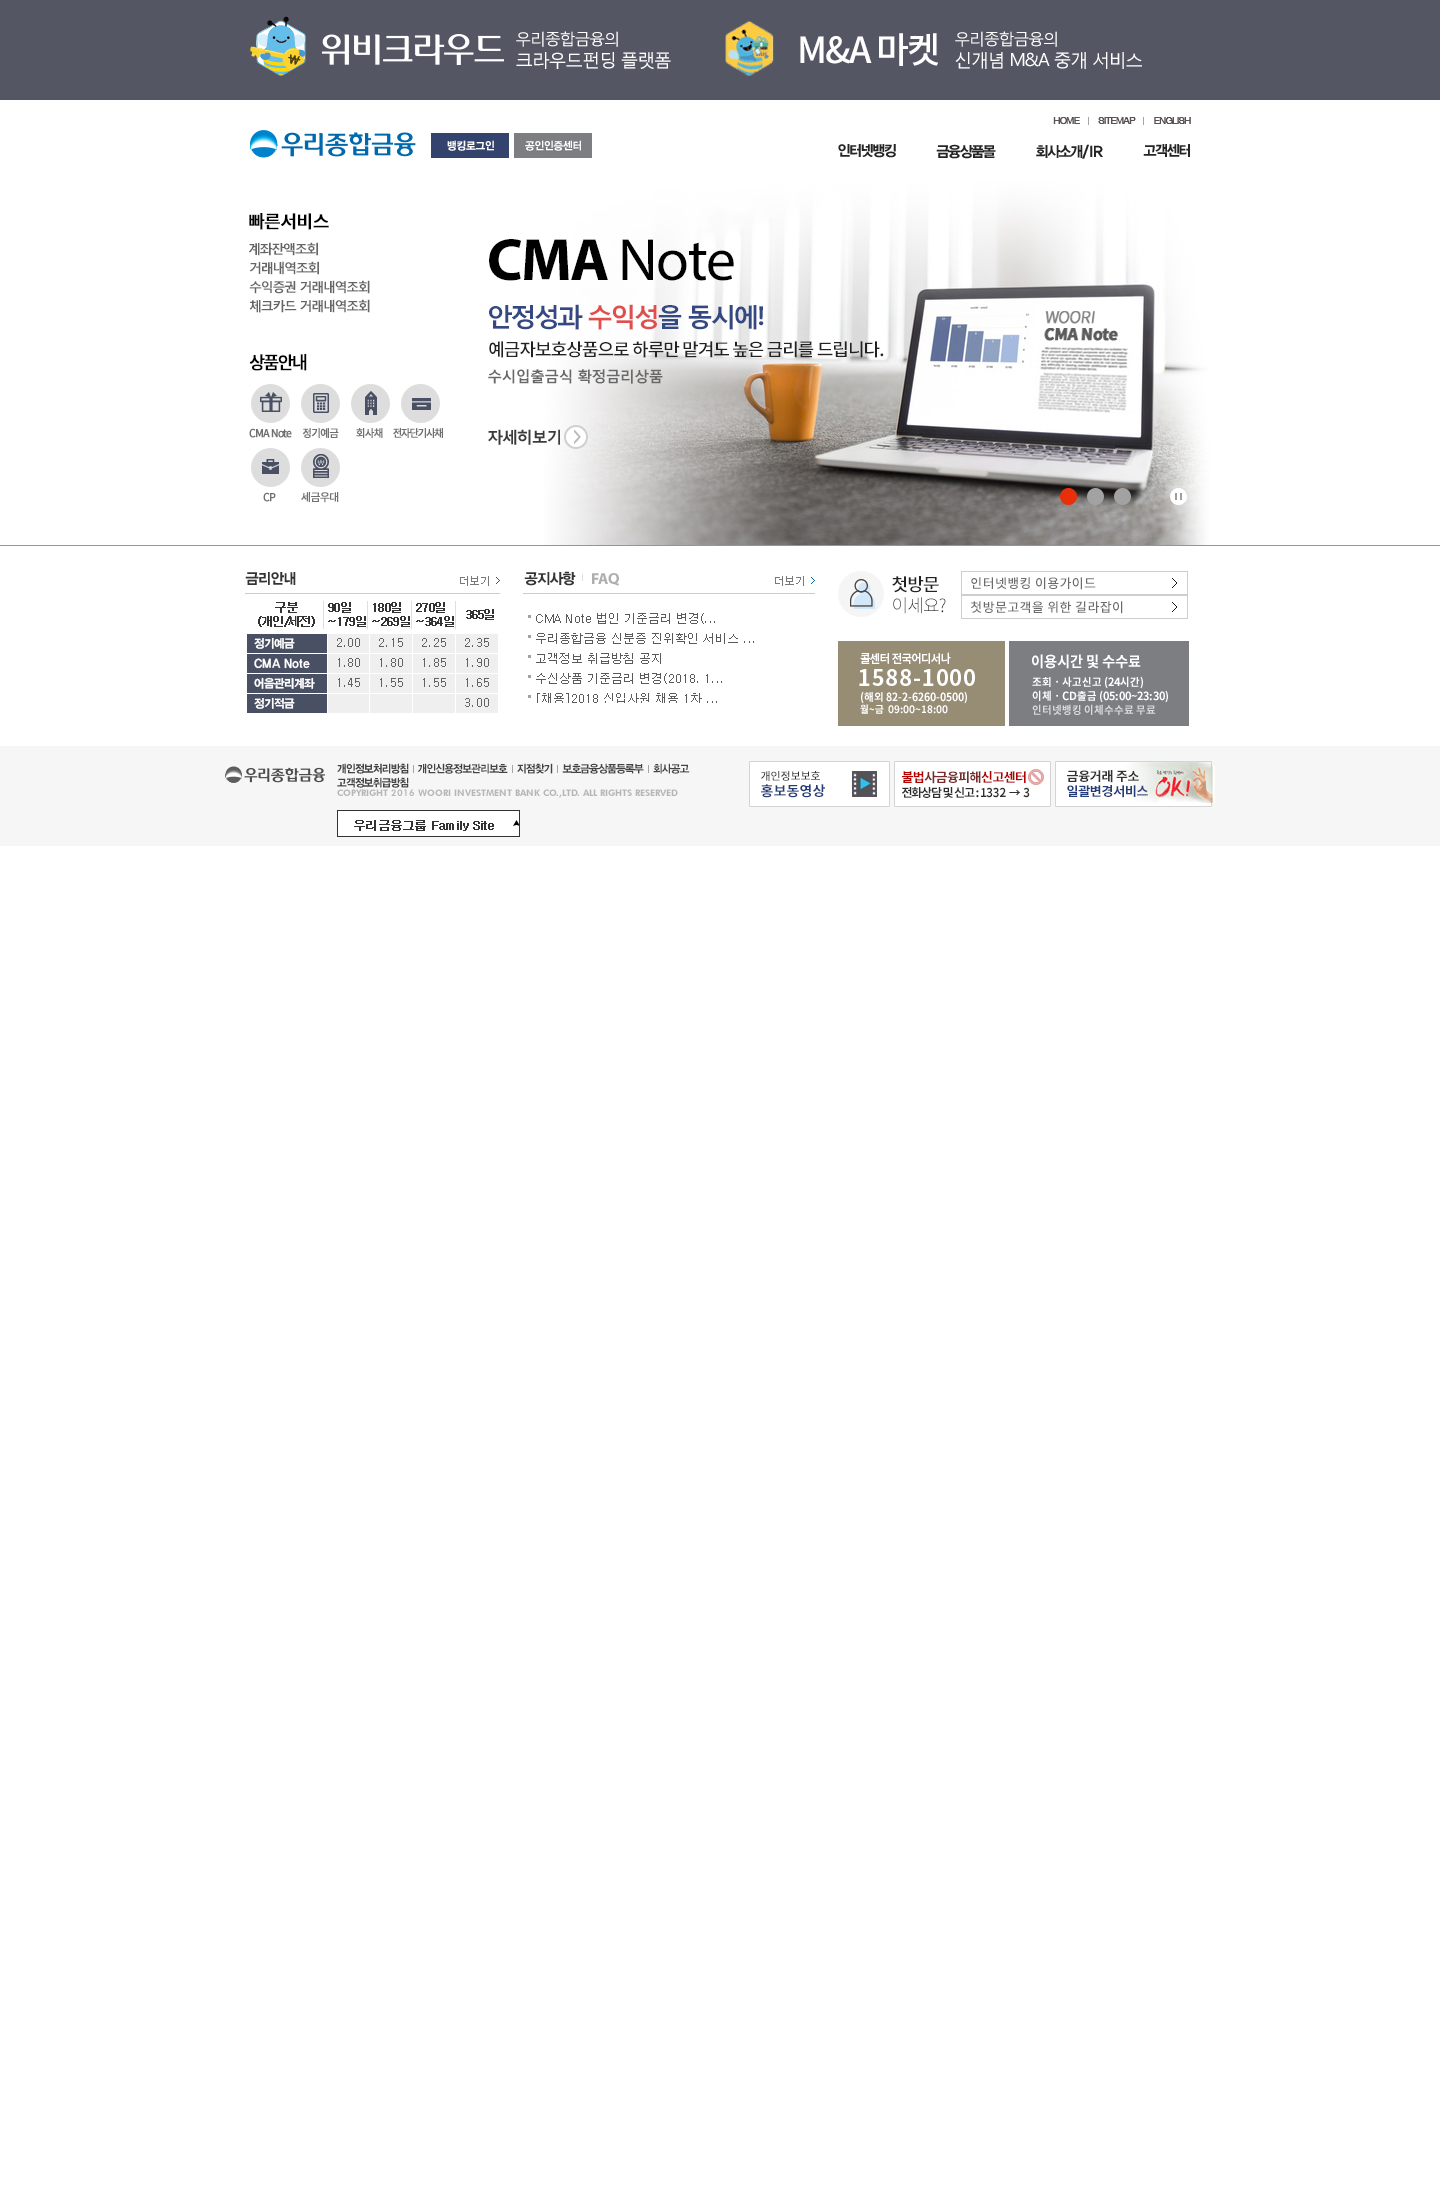 위비크라우드
우리종합금융의
크라우드펀딩 플랫폼
M&A 마켓
우리종합금융의
신개념 M&A 중개 서비스
HOME
SITEMAP
ENGLISH
우리종합금융
뱅킹로그인
공인인증센터
인터넷뱅킹
금융상품몰
회사소개/IR
고객센터
빠른서비스
계좌잔액조회
거래내역조회
수익증권 거래내역조회
체크카드 거래내역조회
상품안내
CMA Note
정기예금
회사채
전자단기사채
CP
세금우대
CMA Note
안정성과 수익성을 동시에!
예금자보호상품으로 하루만 맡겨도 높은 금리를 드립니다.
수시입출금식 확정금리상품
자세히보기
WOORI
CMA Note
금리안내
더보기
구분 90일 180일 270일 365일
(개인/세전) ~179일 ~269일 ~364일
정기예금 2.00 2.15 2.25 2.35
CMA Note 1.80 1.80 1.85 1.90
어음관리계좌 1.45 1.55 1.55 1.65
정기적금 3.00
공지사항
FAQ
더보기
CMA Note 법인 기준금리 변경(...
우리종합금융 신분증 진위확인 서비스 ...
고객정보 취급방침 공지
수신상품 기준금리 변경(2018. 1...
[채용]2018 신입사원 채용 1차 ...
첫방문
이세요?
인터넷뱅킹 이용가이드
첫방문고객을 위한 길라잡이
콜센터 전국어디서나
1588-1000
(해외 82-2-6260-0500)
월~금 09:00~18:00
이용시간 및 수수료
조회 · 사고신고 (24시간)
이체 · CD출금 (05:00~23:30)
인터넷뱅킹 이체수수료 무료
우리종합금융
개인정보처리방침
개인신용정보관리보호
지점찾기
보호금융상품등록부
회사공고
고객정보취급방침
COPYRIGHT 2016 WOORI INVESTMENT BANK CO.,LTD. ALL RIGHTS RESERVED
우리금융그룹 Family Site
개인정보보호
홍보동영상
불법사금융피해신고센터
전화상담 및 신고 : 1332 → 3
금융거래 주소
일괄변경서비스
OK!